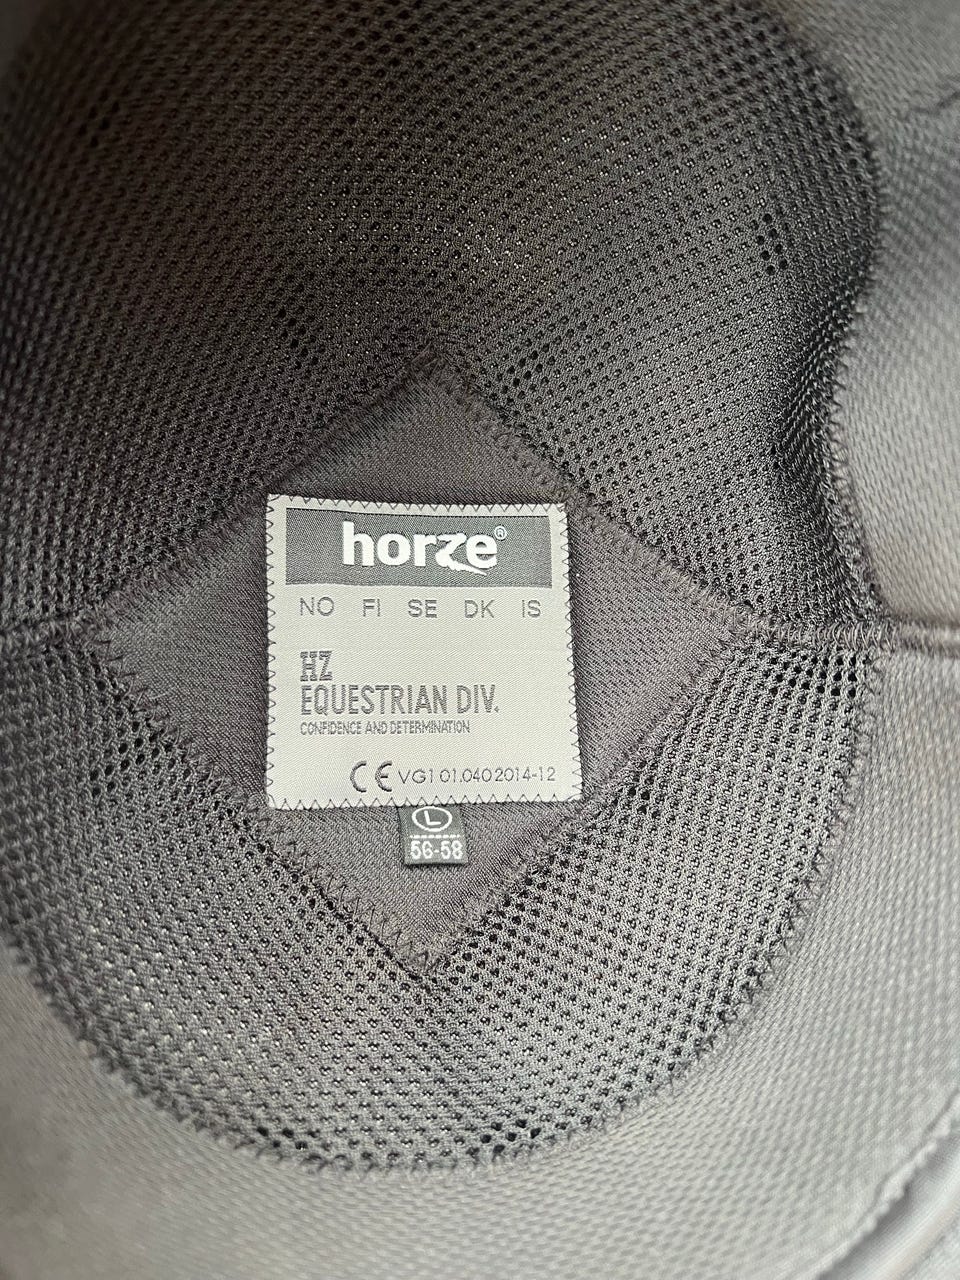 horze®
NO FI SE DK IS
HZ
EQUESTRIAN DIV.
CONFIDENCE AND DETERMINATION
CE VG1 01.040 2014-12
L
56-58